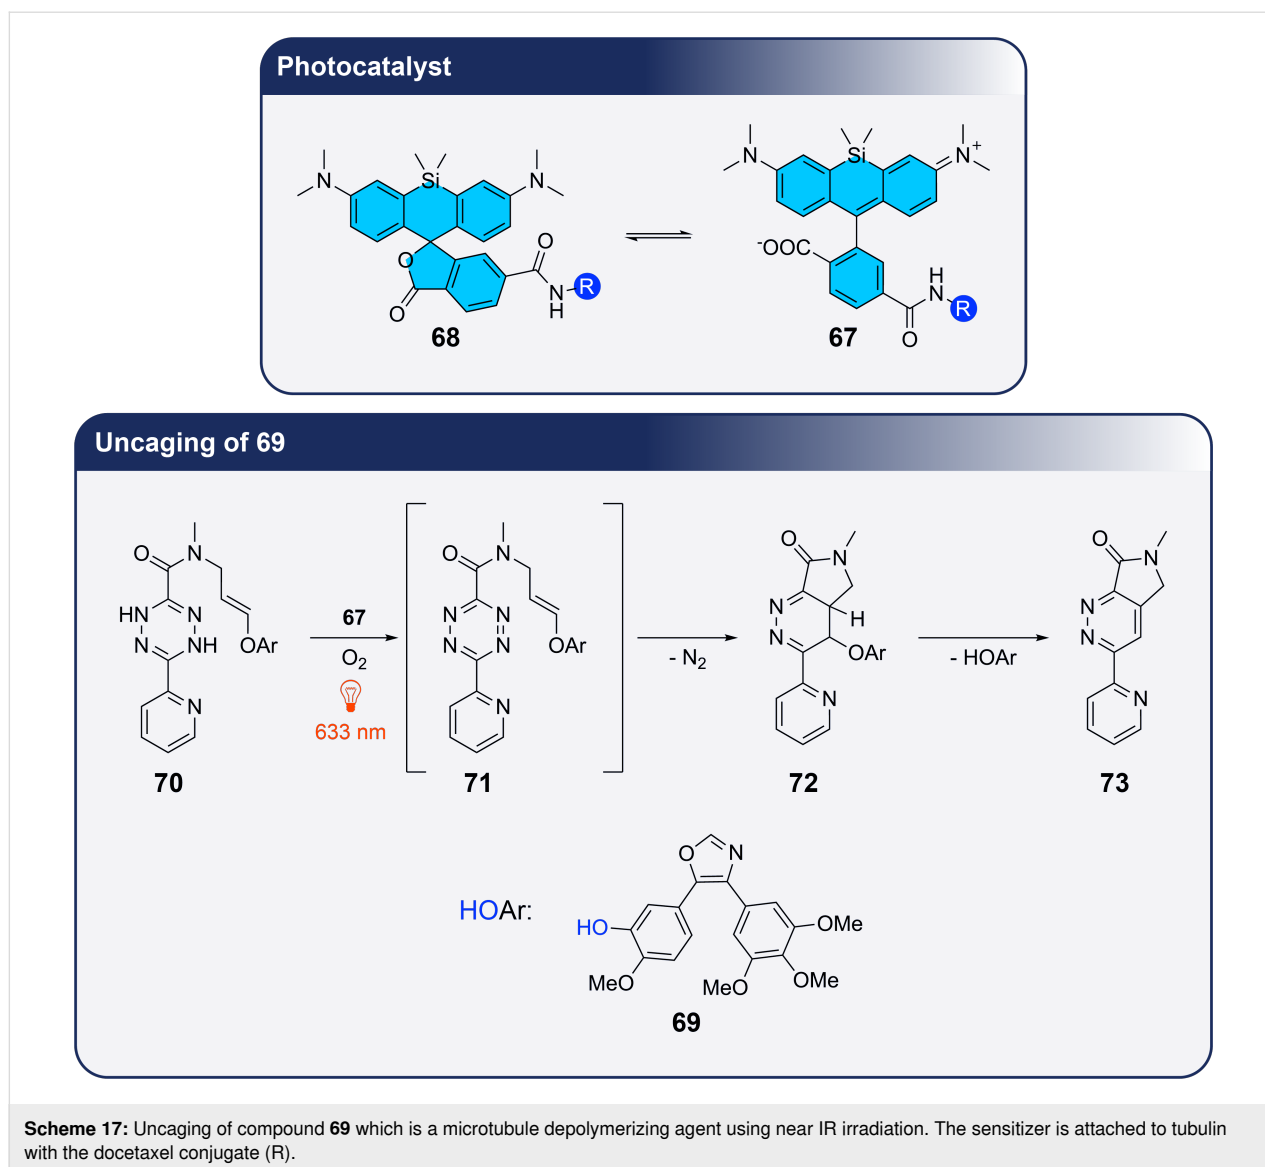 Photocatalyst
N Si N
O O
O N H R
68
N Si N+
-OOC
H N R
O
67
Uncaging of 69
O N
HN N
N NH
OAr
N
70
67
O2
633 nm
O N
N N
N N
OAr
N
71
- N2
O N
N H
N OAr
N
72
- HOAr
O N
N
N
N
73
HOAr:
O N
HO
MeO
OMe
OMe
MeO
69
Scheme 17: Uncaging of compound 69 which is a microtubule depolymerizing agent using near IR irradiation. The sensitizer is attached to tubulin
with the docetaxel conjugate (R).